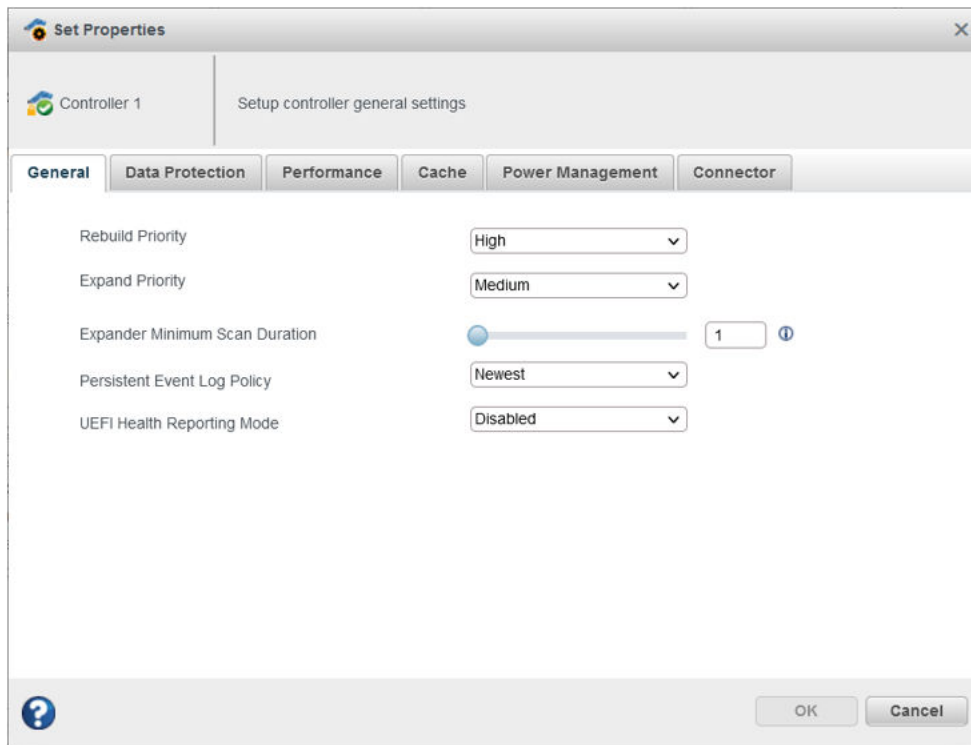 Set Properties
Controller 1
Setup controller general settings
General Data Protection Performance Cache Power Management Connector
Rebuild Priority High
Expand Priority Medium
Expander Minimum Scan Duration 1
Persistent Event Log Policy Newest
UEFI Health Reporting Mode Disabled
OK Cancel